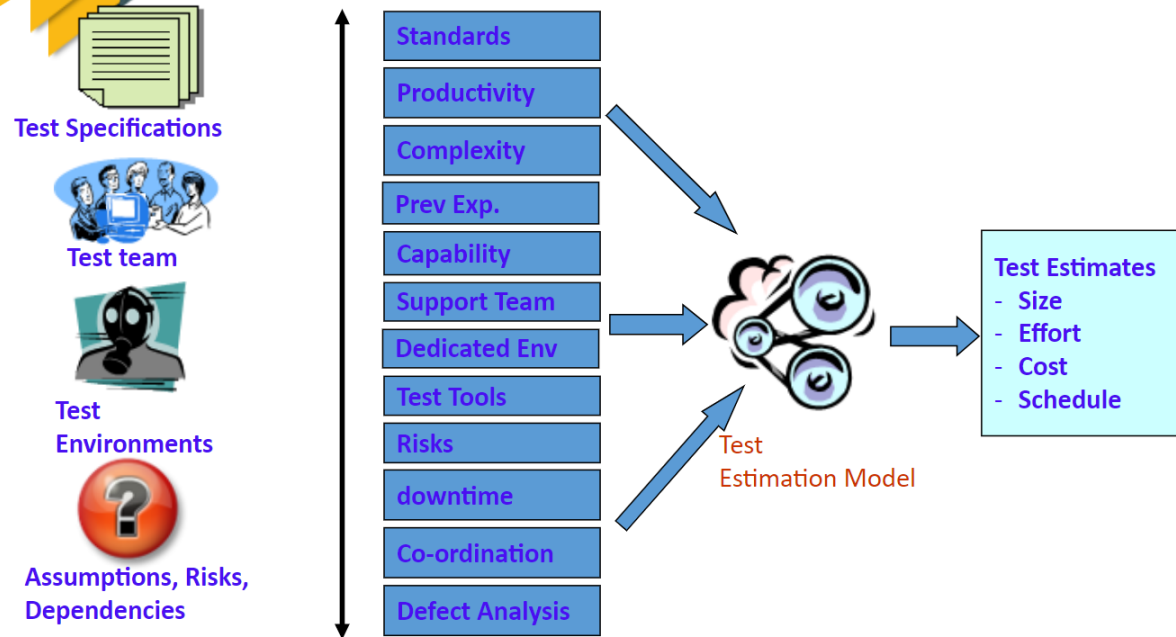 Test Specifications
Test team
Test
Environments
Assumptions, Risks,
Dependencies
Standards
Productivity
Complexity
Prev Exp.
Capability
Support Team
Dedicated Env
Test Tools
Risks
downtime
Co-ordination
Defect Analysis
Test
Estimation Model
Test Estimates
- Size
- Effort
- Cost
- Schedule